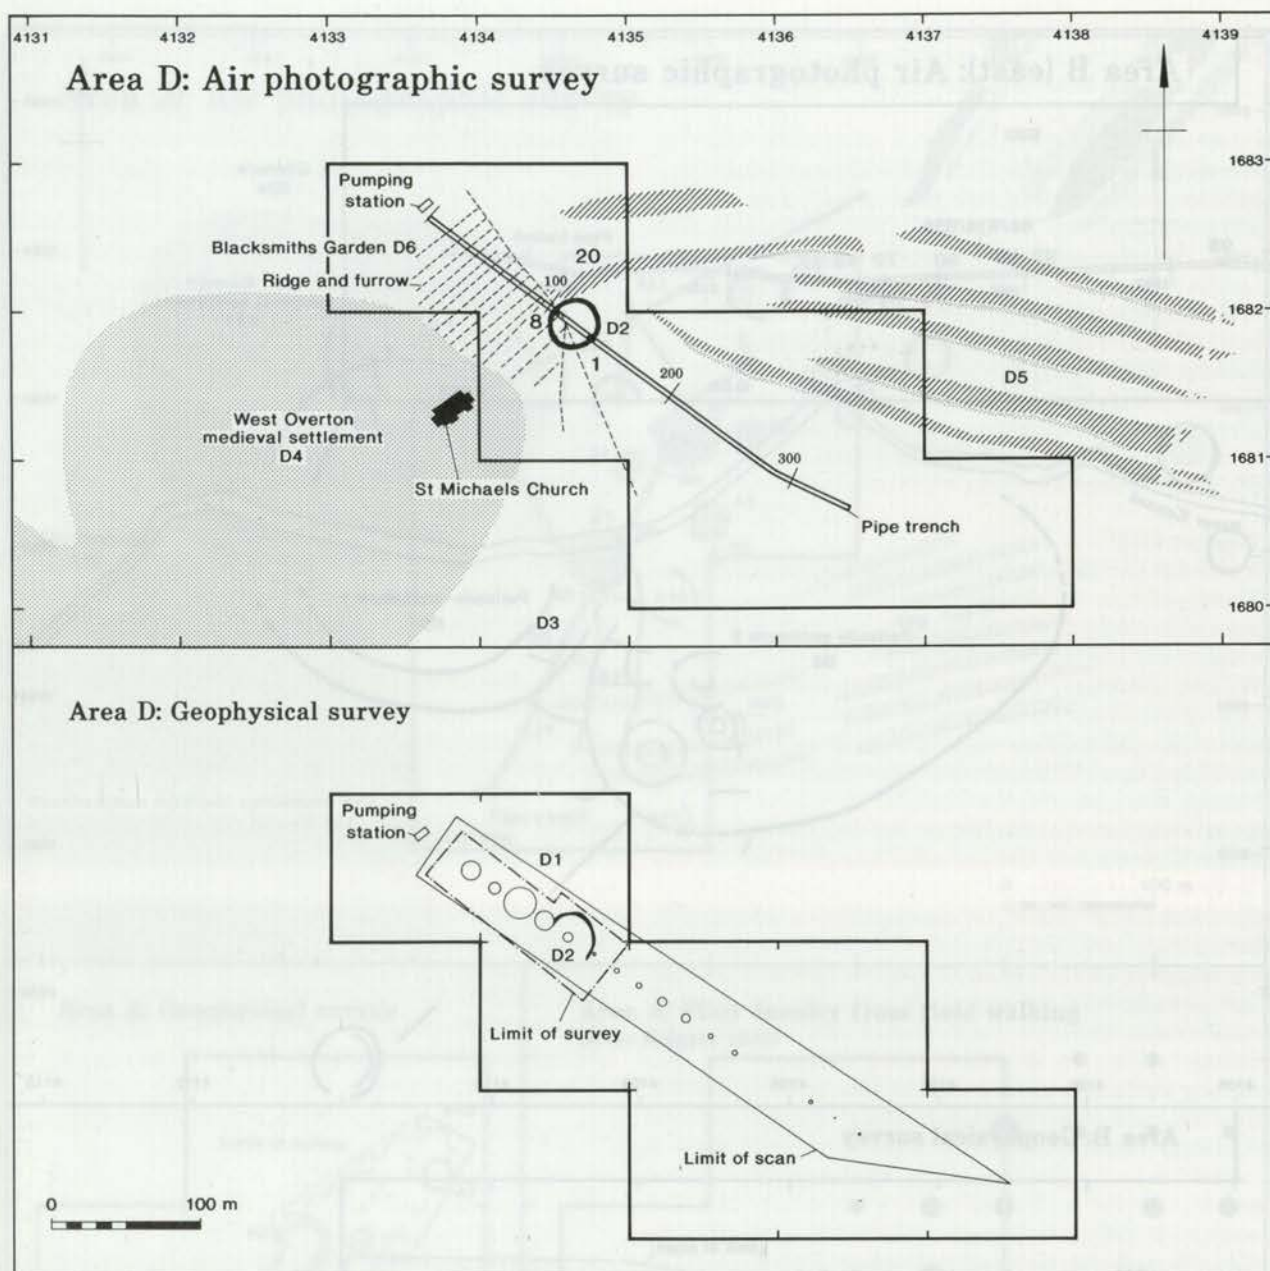 4131 4132 4133 4134 4135 4136 4137 4138 4139
Area D: Air photographic survey
1683
Pumping
station
Blacksmiths Garden D6
20
Ridge and furrow
100
1682
8
D2
1
200
D5
West Overton
medieval settlement
D4
300
1681
St Michaels Church
Pipe trench
D3
1680
Area D: Geophysical survey
Pumping
station
D1
D2
Limit of survey
Limit of scan
0 100 m